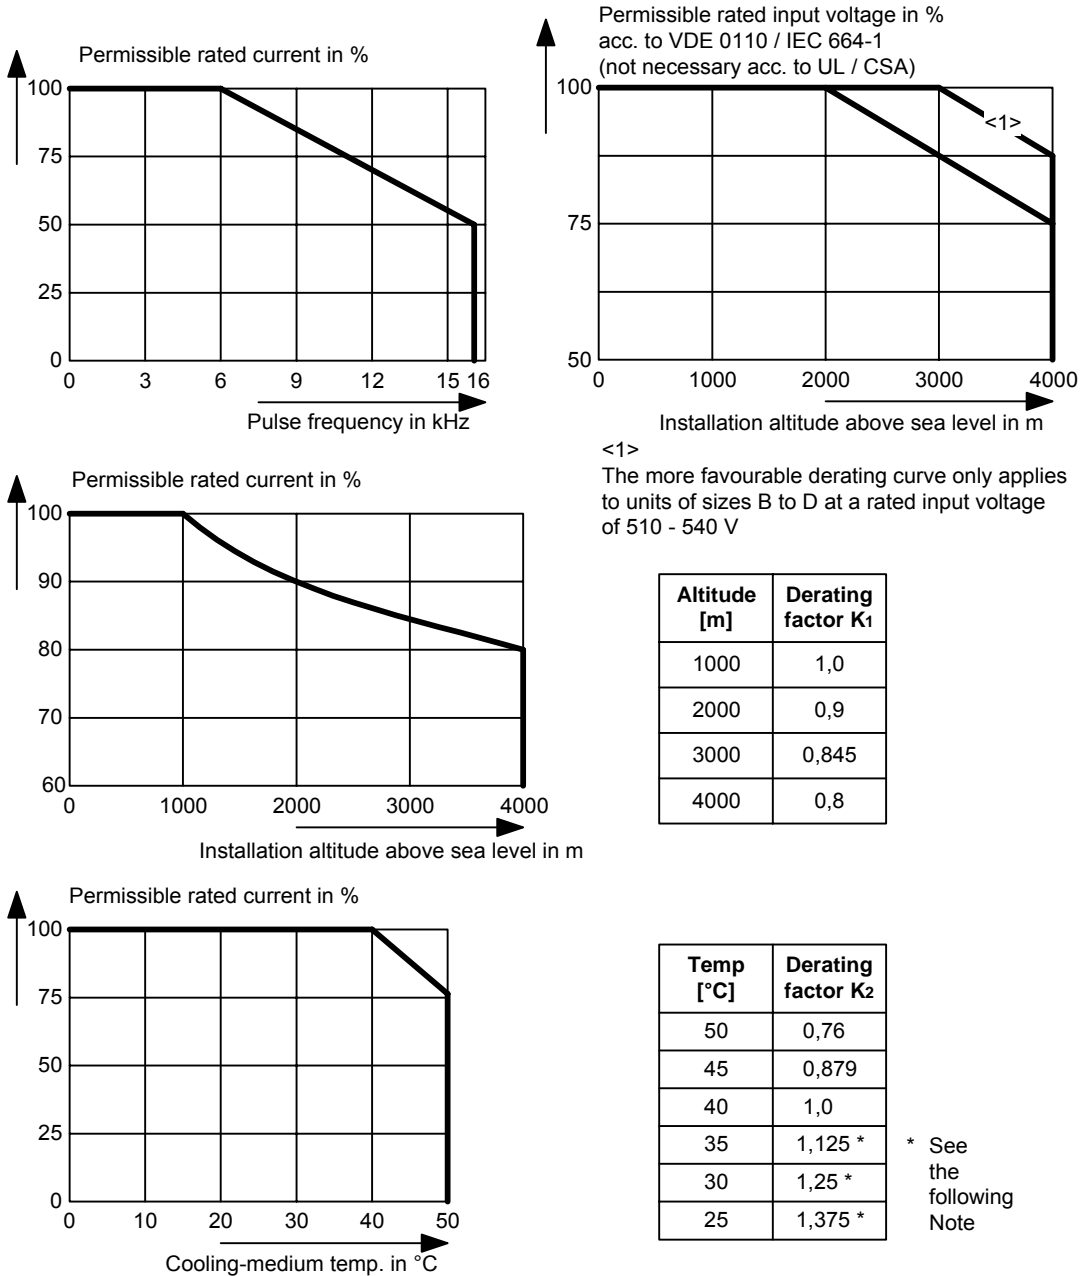 Permissible rated current in %
100
75
50
25
0
0 3 6 9 12 15 16
Pulse frequency in kHz
Permissible rated input voltage in %
acc. to VDE 0110 / IEC 664-1
(not necessary acc. to UL / CSA)
100
<1>
75
50
0 1000 2000 3000 4000
Installation altitude above sea level in m
<1>
The more favourable derating curve only applies
to units of sizes B to D at a rated input voltage
of 510 - 540 V
Permissible rated current in %
100
90
80
70
60
0 1000 2000 3000 4000
Installation altitude above sea level in m
Altitude [m] Derating factor K1
1000 1,0
2000 0,9
3000 0,845
4000 0,8
Permissible rated current in %
100
75
50
25
0
0 10 20 30 40 50
Cooling-medium temp. in °C
Temp [°C] Derating factor K2
50 0,76
45 0,879
40 1,0
35 1,125 *
30 1,25 *
25 1,375 *
* See
the
following
Note